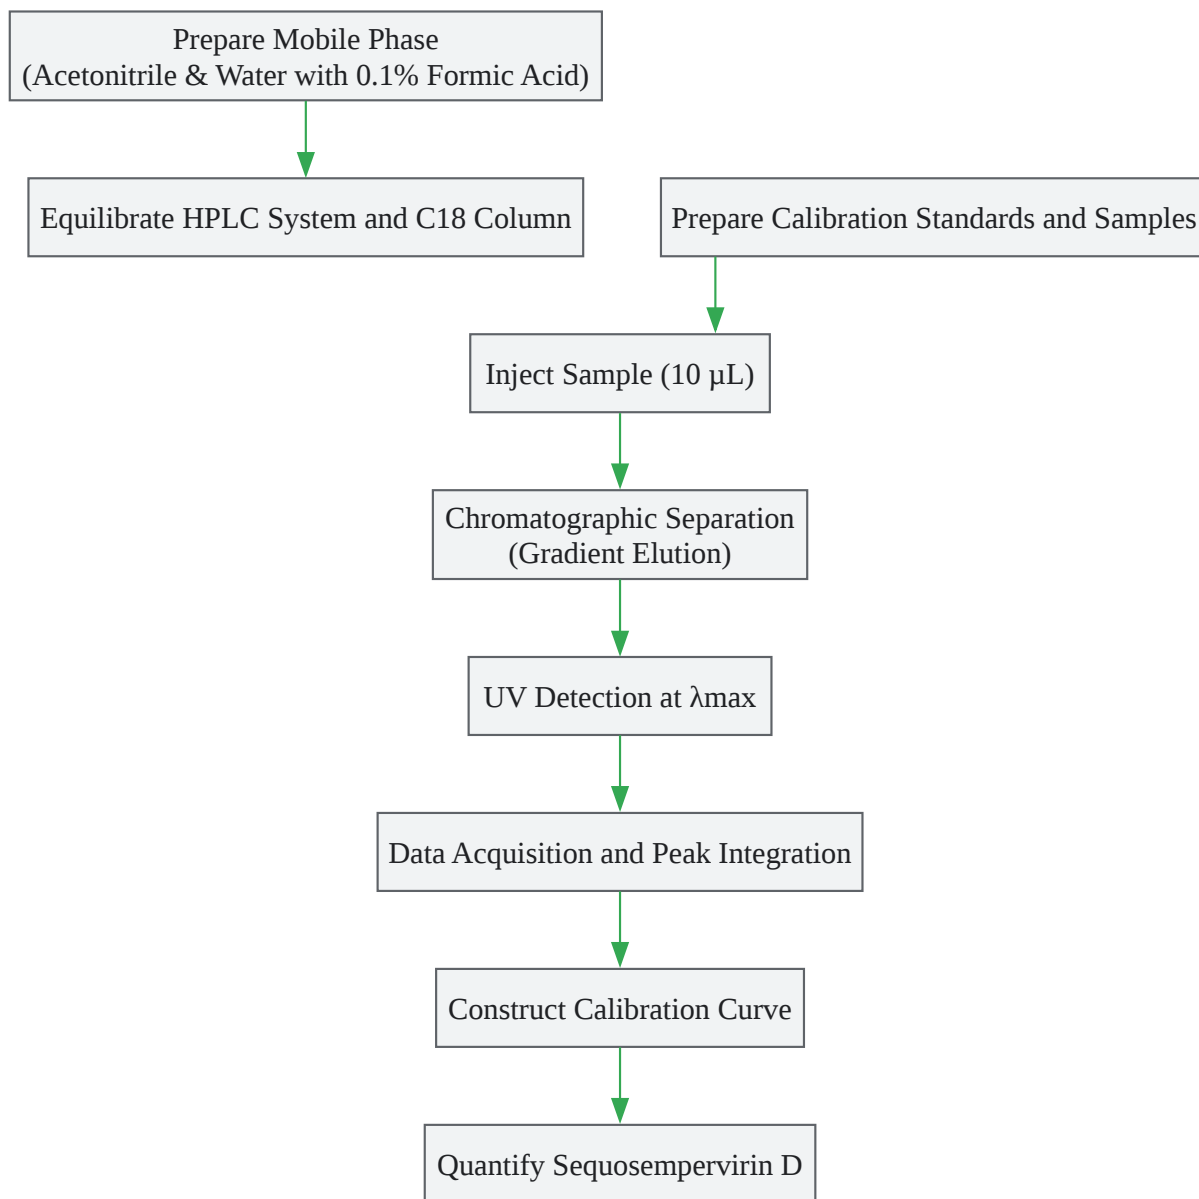 Prepare Mobile Phase
(Acetonitrile & Water with 0.1% Formic Acid)
Equilibrate HPLC System and C18 Column
Prepare Calibration Standards and Samples
Inject Sample (10 µL)
Chromatographic Separation
(Gradient Elution)
UV Detection at λmax
Data Acquisition and Peak Integration
Construct Calibration Curve
Quantify Sequosempervirin D